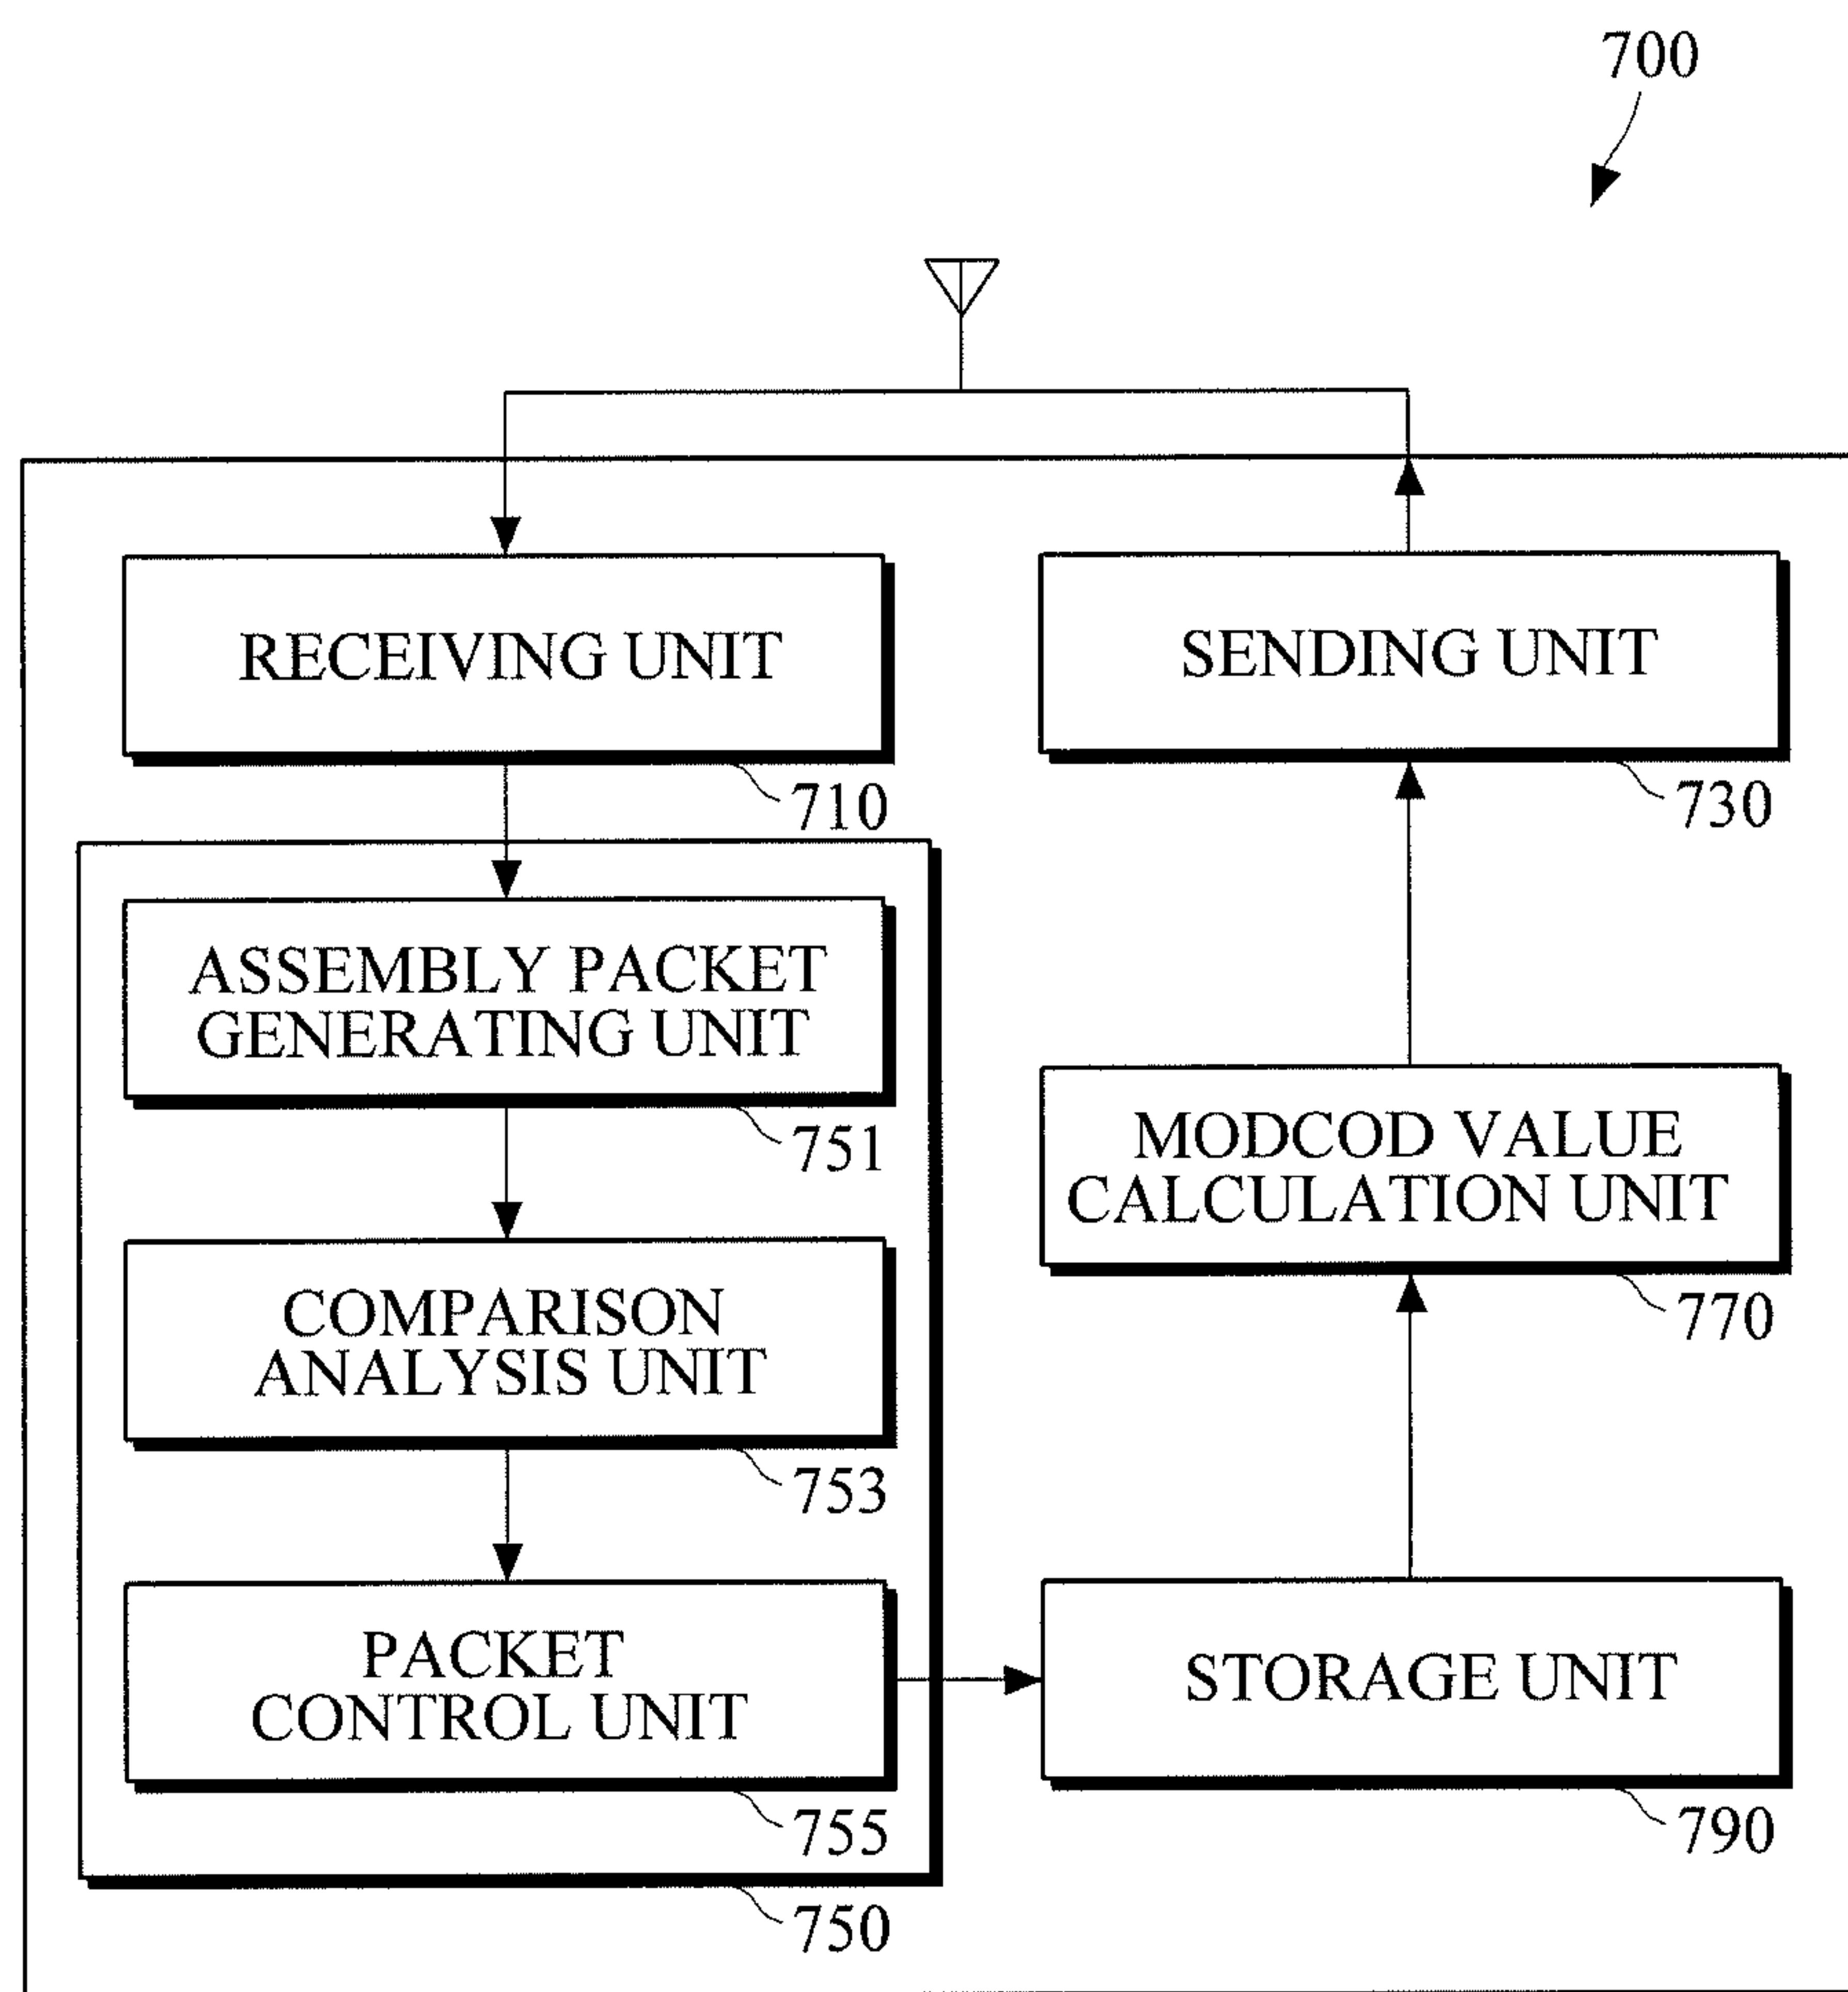 700
RECEIVING UNIT
710
SENDING UNIT
730
ASSEMBLY PACKET
GENERATING UNIT
751
MODCOD VALUE
CALCULATION UNIT
770
COMPARISON
ANALYSIS UNIT
753
PACKET
CONTROL UNIT
755
STORAGE UNIT
790
750